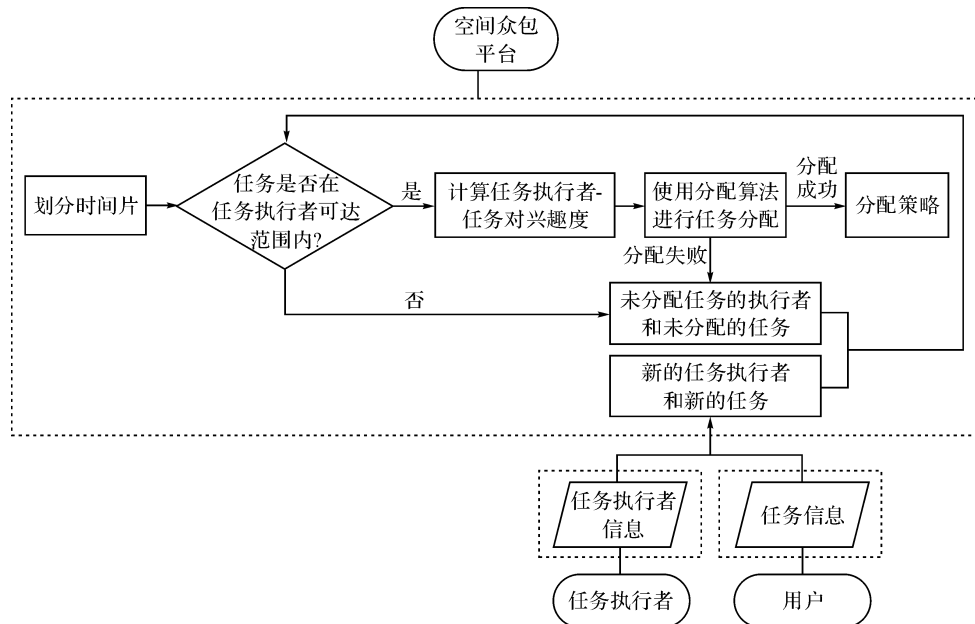 空间众包
平台
划分时间片
任务是否在
任务执行者可达
范围内?
是
计算任务执行者-
任务对兴趣度
使用分配算法
进行任务分配
分配
成功
分配策略
分配失败
否
未分配任务的执行者
和未分配的任务
新的任务执行者
和新的任务
任务执行者
信息
任务信息
任务执行者
用户